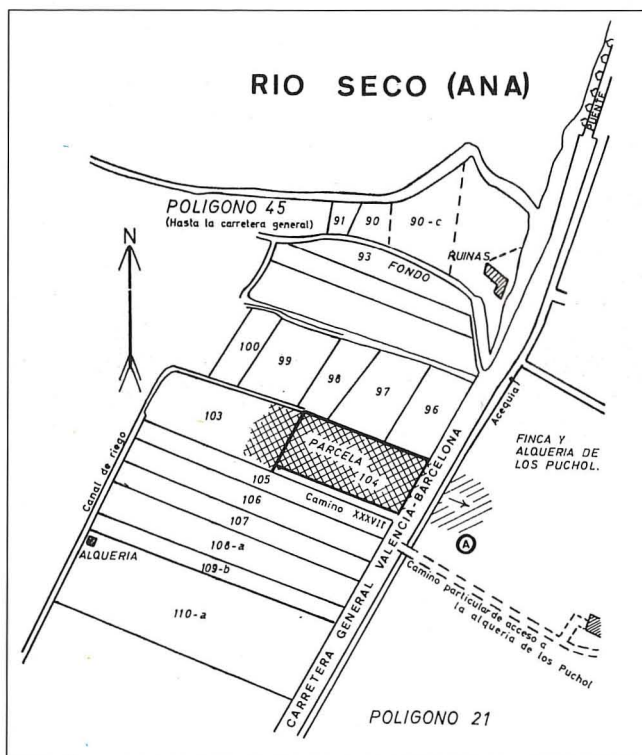 RIO SECO (ANA)
PUENTE
POLIGONO 45
(Hasta la carretera general)
91
90
90-c
N
93
FONDO
RUINAS
100
99
98
97
96
103
PARCELA
104
Acequia
FINCA Y
ALQUERIA DE
LOS PUCHOL.
Canal de riego
105
Camino XXXVII
106
107
108-a
109-b
110-a
ALQUERIA
CARRETERA GENERAL VALENCIA-BARCELONA
A
Camino particular de acceso a
la alquería de los Puchol
POLIGONO 21